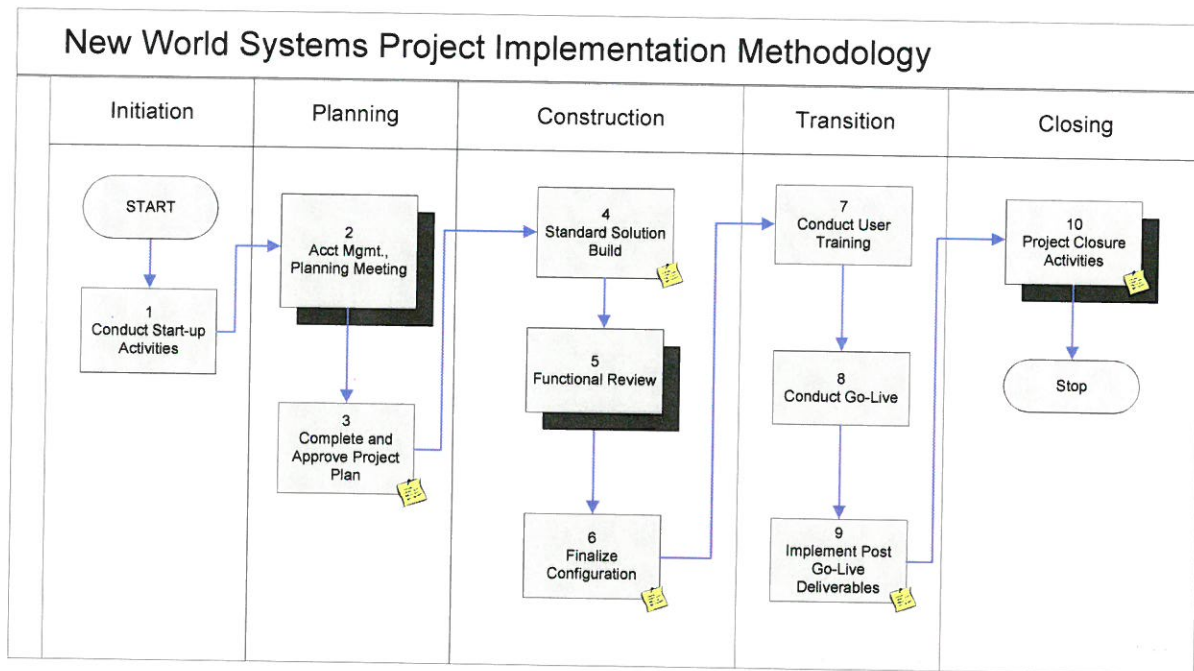 New World Systems Project Implementation Methodology
Initiation
Planning
Construction
Transition
Closing
START
1
Conduct Start-up
Activities
2
Acct Mgmt.,
Planning Meeting
3
Complete and
Approve Project
Plan
4
Standard Solution
Build
5
Functional Review
6
Finalize
Configuration
7
Conduct User
Training
8
Conduct Go-Live
9
Implement Post
Go-Live
Deliverables
10
Project Closure
Activities
Stop